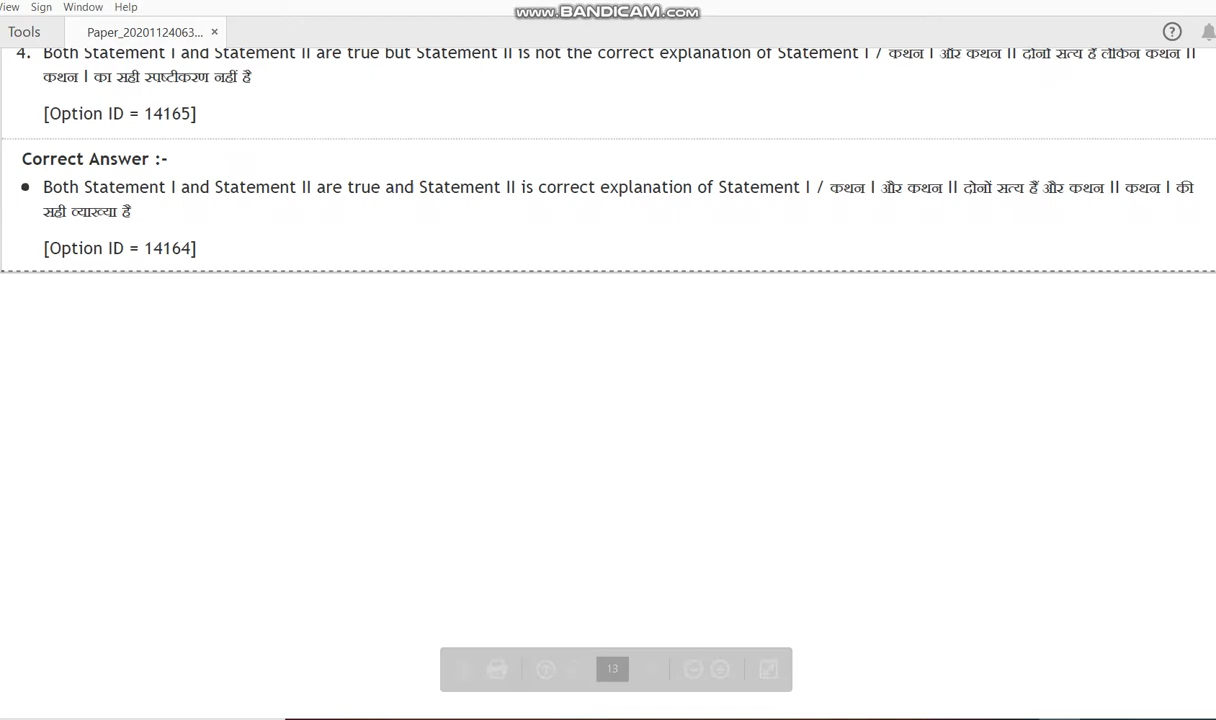 View Sign Window Help
www.BANDICAM.com
Tools Paper_20201124063... ×
4. Both Statement I and Statement II are true but Statement II is not the correct explanation of Statement I / कथन I और कथन II दोनों सत्य हैं लेकिन कथन II
कथन I का सही स्पष्टीकरण नहीं है
[Option ID = 14165]
Correct Answer :-
• Both Statement I and Statement II are true and Statement II is correct explanation of Statement I / कथन I और कथन II दोनों सत्य हैं और कथन II कथन I की
सही व्याख्या है
[Option ID = 14164]
13